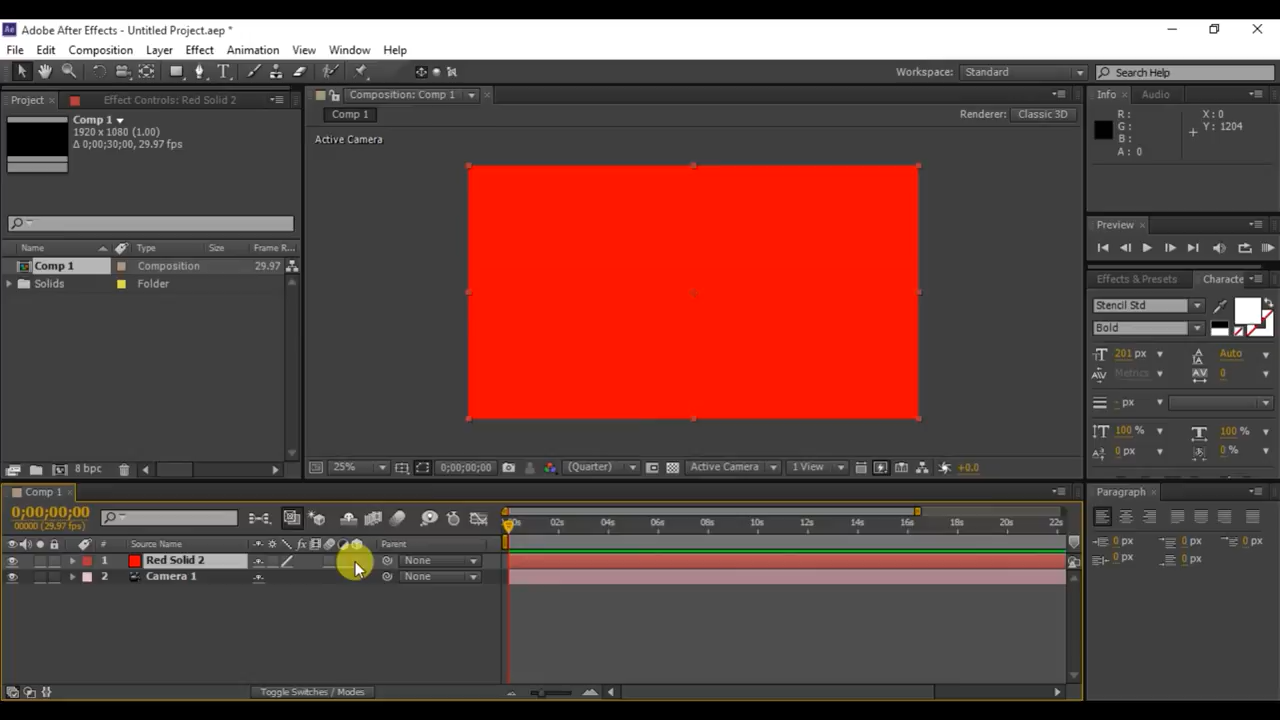 Ae Adobe After Effects - Untitled Project.aep *
File Edit Composition Layer Effect Animation View Window Help
Workspace: Standard Search Help
Project Effect Controls: Red Solid 2
Comp 1
1920 x 1080 (1.00)
Δ 0;00;30;00, 29.97 fps
Name Type Size Frame R...
Comp 1 Composition 29.97
Solids Folder
8 bpc
Composition: Comp 1
Comp 1
Renderer: Classic 3D
Active Camera
25% 0;00;00;00 (Quarter) Active Camera 1 View +0.0
Info Audio
R:
G:
B:
A: 0
X: 0
Y: 1204
Preview
Effects & Presets Characte
Stencil Std
Bold
201 px Auto
Metrics 0
- px
100 % 100 %
0 px 0 %
Comp 1
0;00;00;00
00000 (29.97 fps)
02s 04s 06s 08s 10s 12s 14s 16s 18s 20s 22s
# Source Name fx Parent
1 Red Solid 2 None
2 Camera 1 None
Toggle Switches / Modes
Paragraph
0 px 0 px 0 px
0 px 0 px